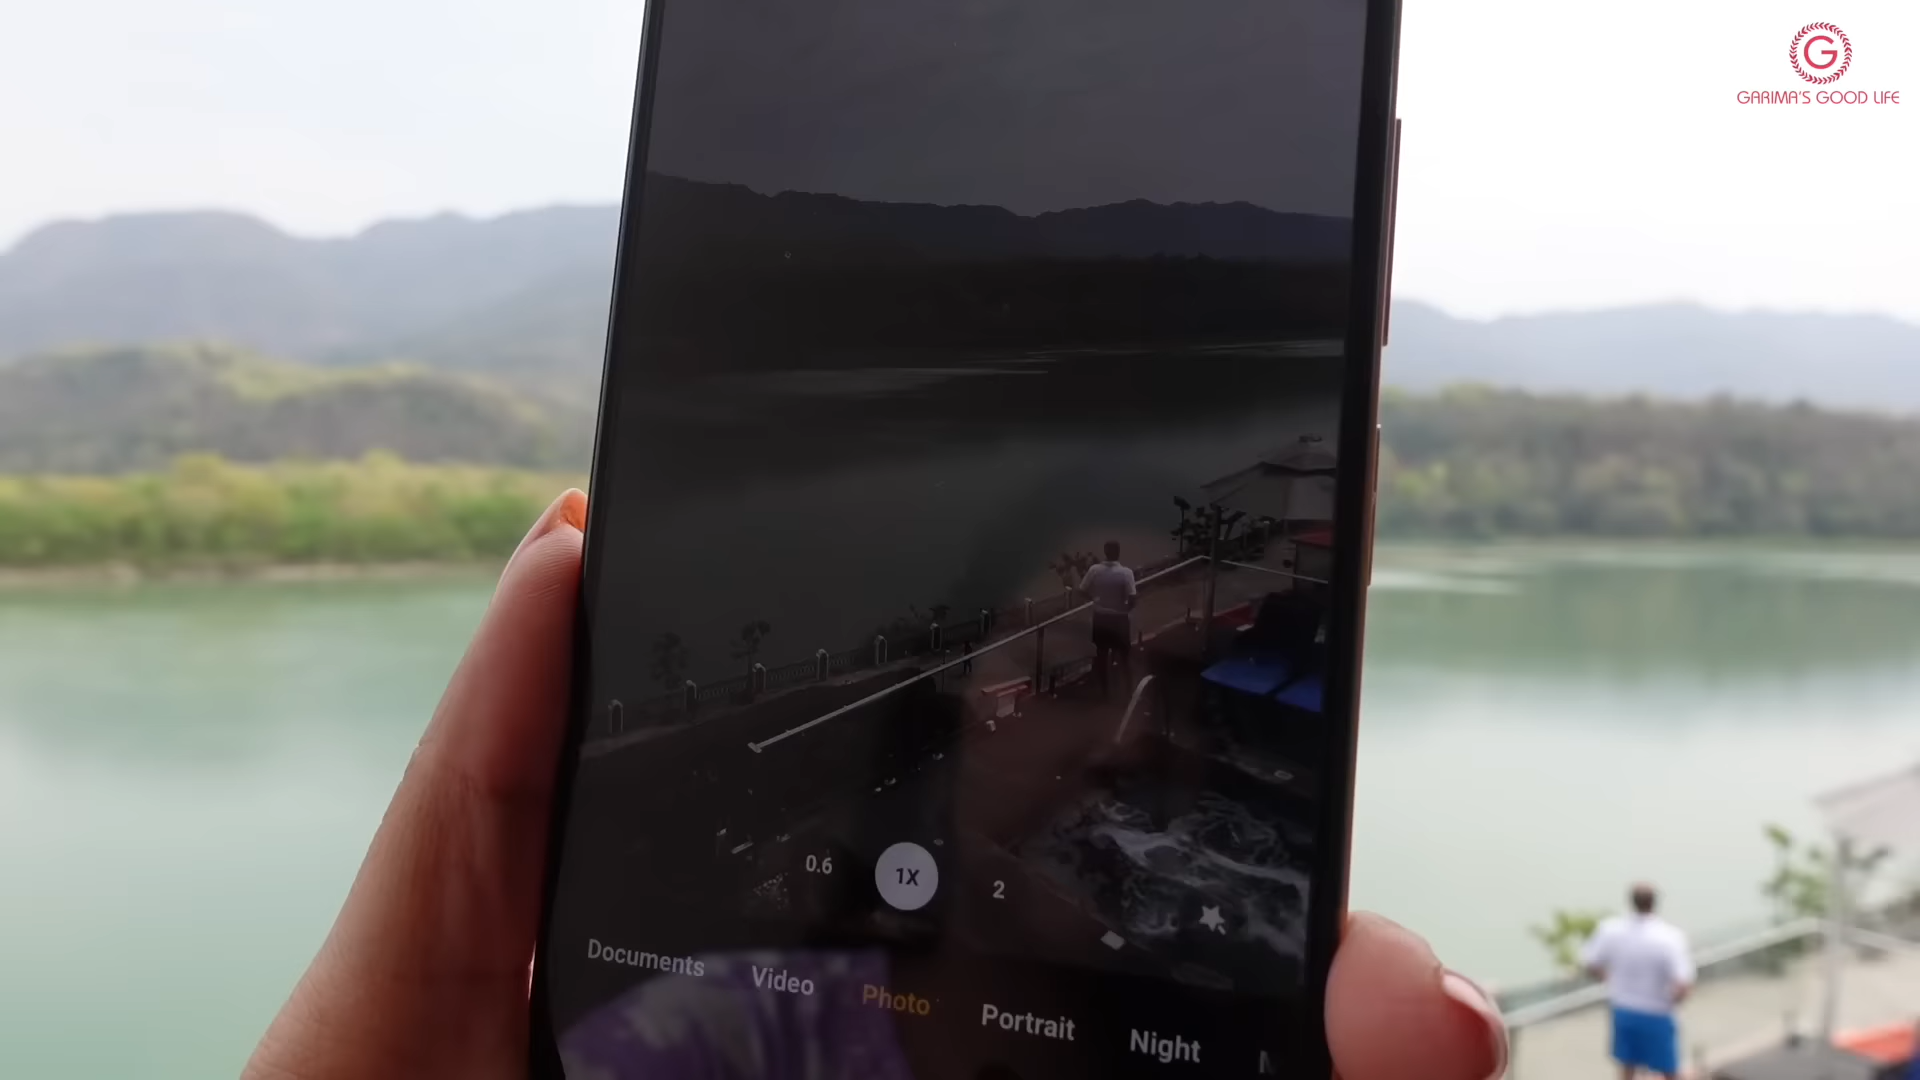 G
GARIMA'S GOOD LIFE
0.6 1X 2
Documents Video Photo Portrait Night